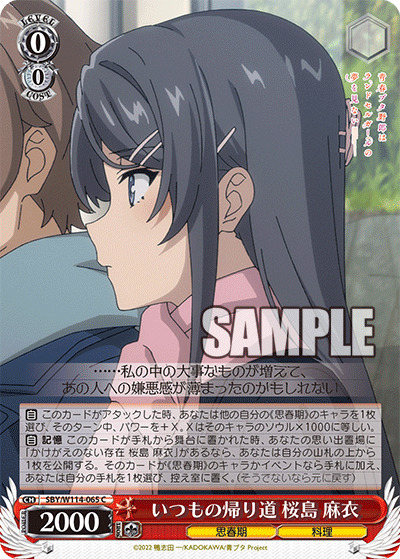 LEVEL
0
0
COST
青春ブタ野郎は
ランドセルガールの
夢を見ない
SAMPLE
……私の中の大事なものが増えて、
あの人への嫌悪感が薄まったのかもしれない
自 このカードがアタックした時、あなたは他の自分の《思春期》のキャラを1枚
選び、そのターン中、パワーを＋X。Xはそのキャラのソウル×1000に等しい。
自 記憶 このカードが手札から舞台に置かれた時、あなたの思い出置場に
「かけがえのない存在 桜島 麻衣」があるなら、あなたは自分の山札の上から
1枚を公開する。そのカードが《思春期》のキャライベントなら手札に加え、
あなたは自分の手札を1枚選び、控え室に置く。(そうでないなら元に戻す)
CH SBY/W114-065 C
2000
いつもの帰り道 桜島 麻衣
思春期 料理
©2022 鴨志田 一/KADOKAWA/青ブタ Project